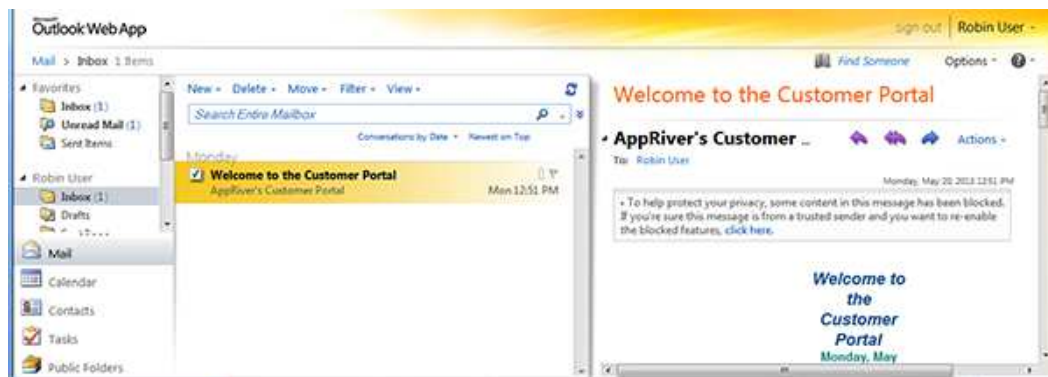 Microsoft
Outlook Web App
sign out Robin User
Mail > Inbox 1 Items
Find Someone Options
Favorites
Inbox (1)
Unread Mail (1)
Sent Items
Robin User
Inbox (1)
Drafts
Mail
Calendar
Contacts
Tasks
Public Folders
New Delete Move Filter View
Search Entire Mailbox
Conversations by Date Newest on Top
Monday
Welcome to the Customer Portal
AppRiver's Customer Portal Mon 12:51 PM
Welcome to the Customer Portal
AppRiver's Customer ... Actions
To: Robin User
Monday, May 20, 2013 12:51 PM
• To help protect your privacy, some content in this message has been blocked.
If you're sure this message is from a trusted sender and you want to re-enable
the blocked features, click here.
Welcome to
the
Customer
Portal
Monday, May